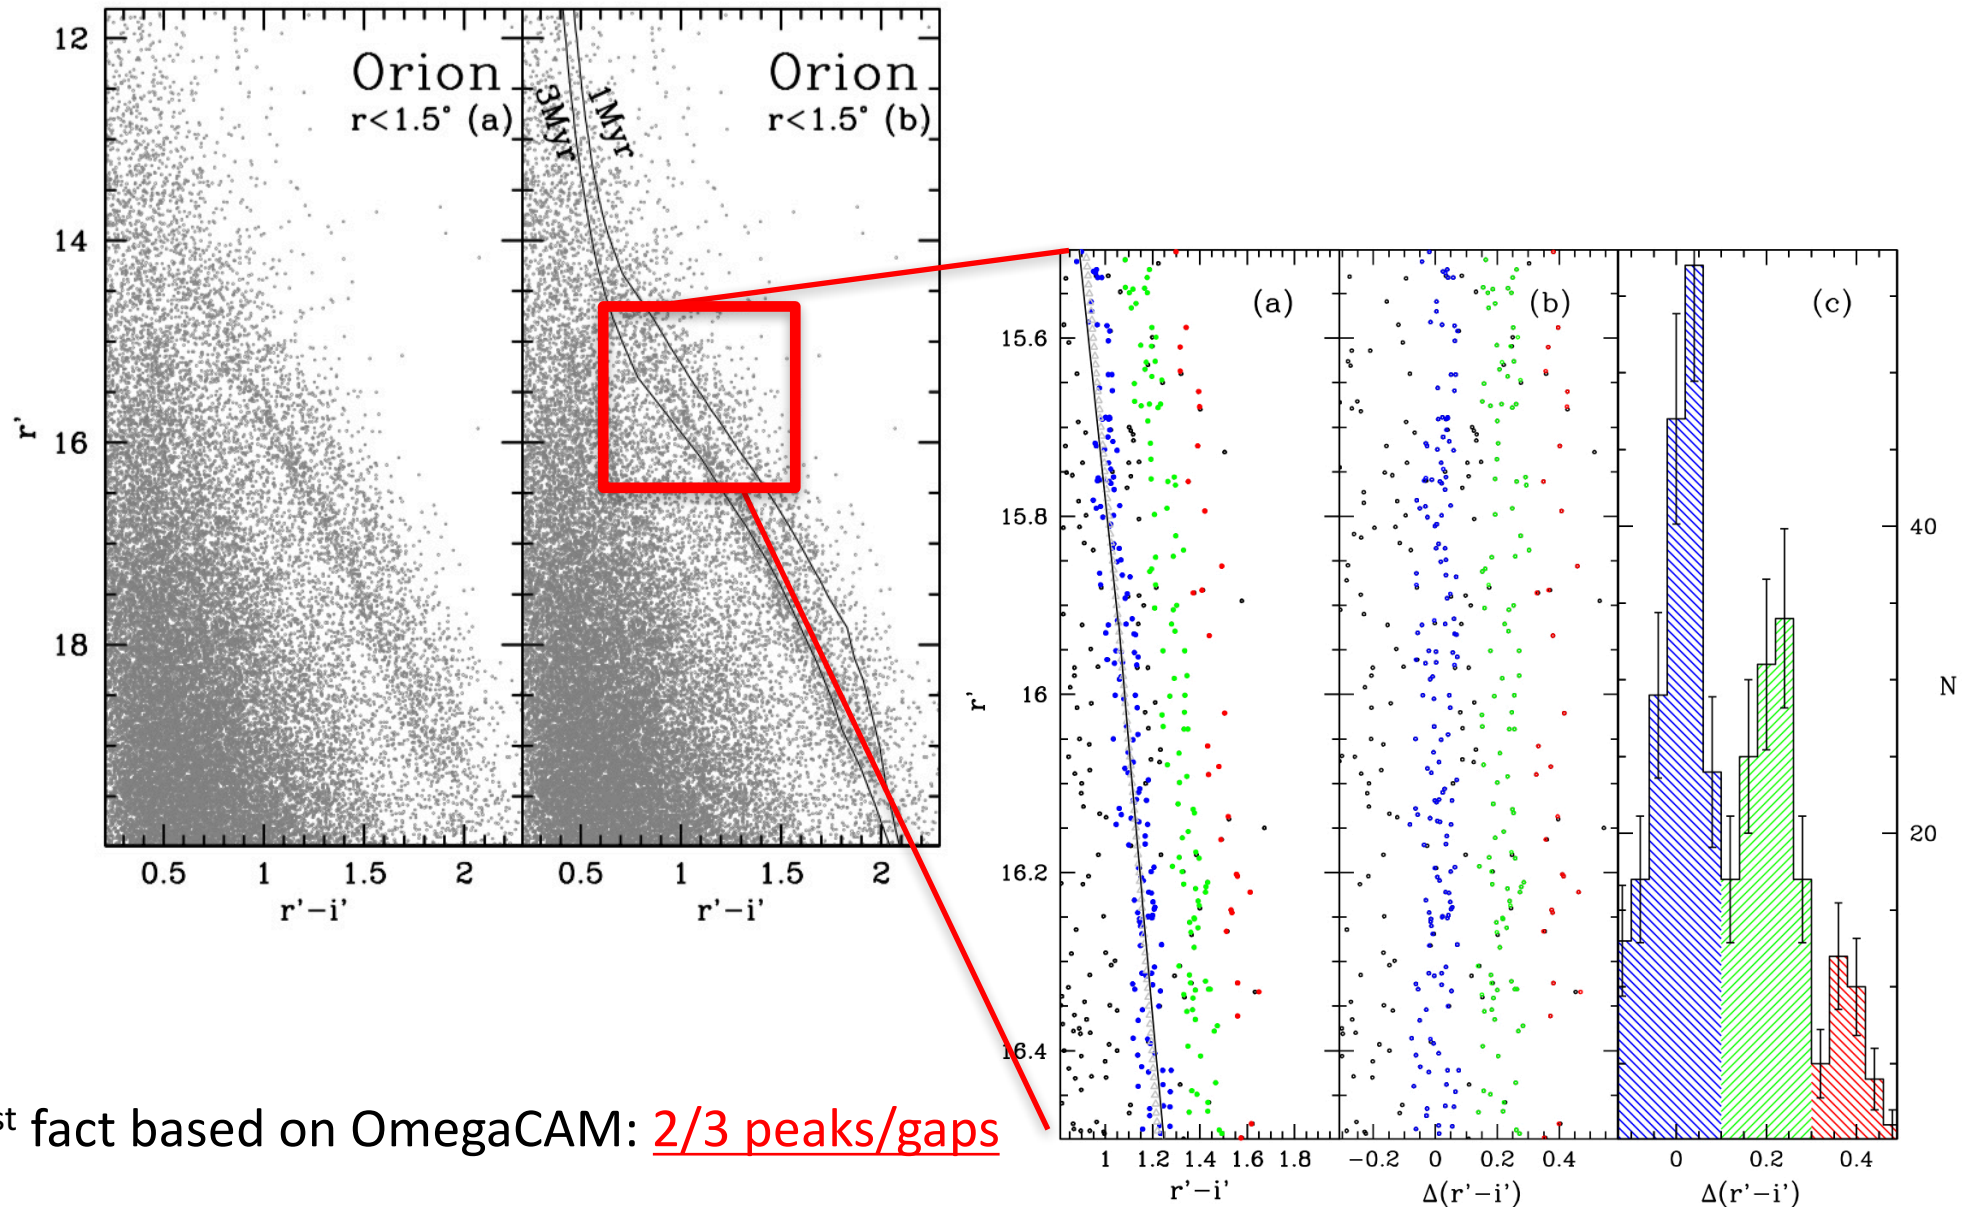 12
14
16
18
r'
Orion
r<1.5° (a)
0.5 1 1.5 2
r'-i'
Orion
r<1.5° (b)
3Myr
1Myr
0.5 1 1.5 2
r'-i'
(a)
15.6
15.8
16
16.2
16.4
r'
1 1.2 1.4 1.6 1.8
r'-i'
(b)
-0.2 0 0.2 0.4
Δ(r'-i')
(c)
40
N
20
0 0.2 0.4
Δ(r'-i')
st fact based on OmegaCAM: 2/3 peaks/gaps